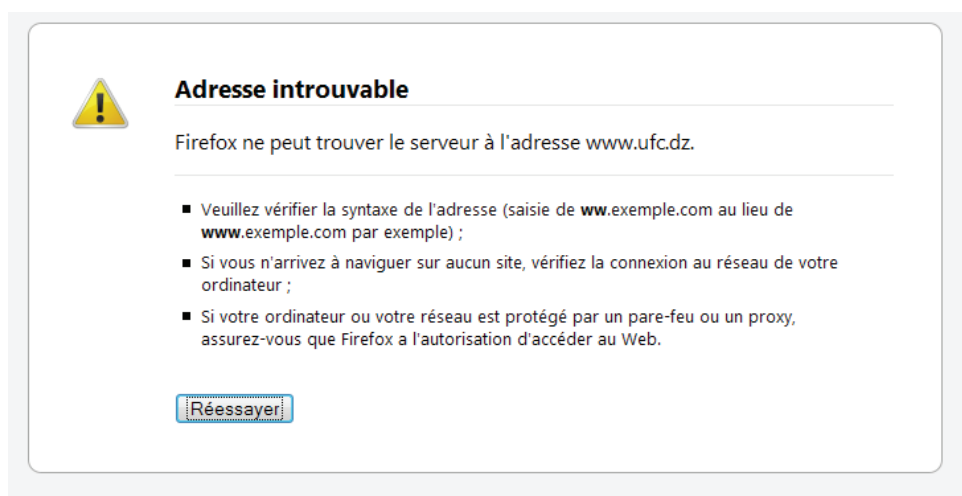 Adresse introuvable
Firefox ne peut trouver le serveur à l'adresse www.ufc.dz.
Veuillez vérifier la syntaxe de l'adresse (saisie de ww.exemple.com au lieu de
www.exemple.com par exemple) ;
Si vous n'arrivez à naviguer sur aucun site, vérifiez la connexion au réseau de votre
ordinateur ;
Si votre ordinateur ou votre réseau est protégé par un pare-feu ou un proxy,
assurez-vous que Firefox a l'autorisation d'accéder au Web.
Réessayer